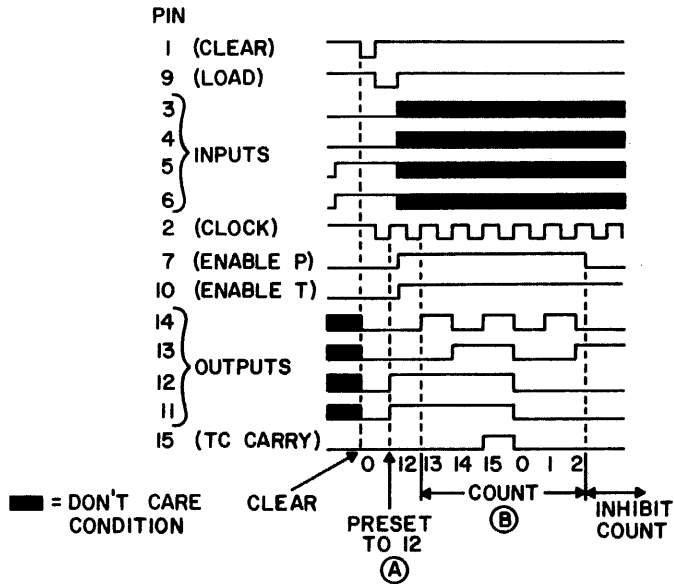 PIN
1 (CLEAR)
9 (LOAD)
3
4
INPUTS
5
6
2 (CLOCK)
7 (ENABLE P)
10 (ENABLE T)
14
13
OUTPUTS
12
11
15 (TC CARRY)
0 12 13 14 15 0 1 2
= DON'T CARE CONDITION
CLEAR
PRESET TO 12
A
COUNT
B
INHIBIT COUNT